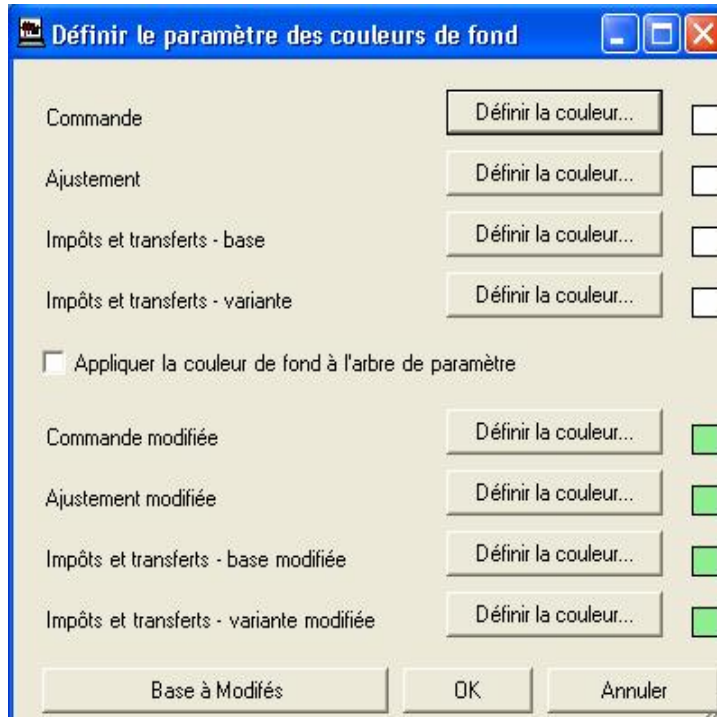 Définir le paramètre des couleurs de fond
Commande Définir la couleur...
Ajustement Définir la couleur...
Impôts et transferts - base Définir la couleur...
Impôts et transferts - variante Définir la couleur...
Appliquer la couleur de fond à l'arbre de paramètre
Commande modifiée Définir la couleur...
Ajustement modifiée Définir la couleur...
Impôts et transferts - base modifiée Définir la couleur...
Impôts et transferts - variante modifiée Définir la couleur...
Base à Modifés OK Annuler